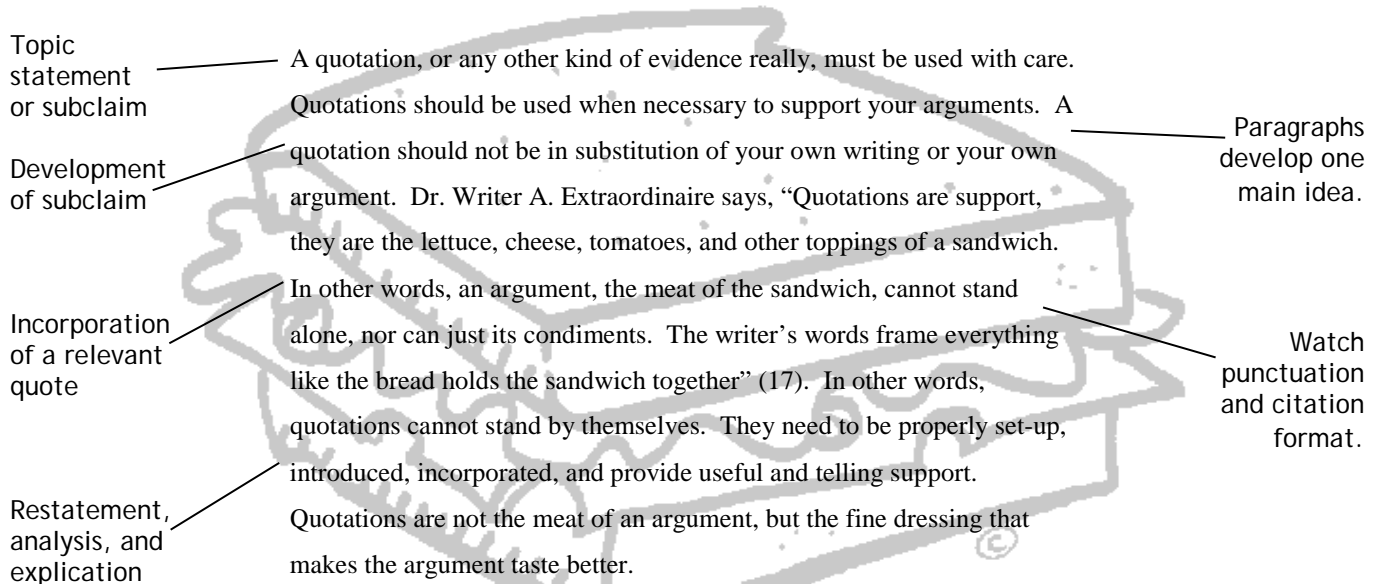 Topic
statement
or subclaim
Development
of subclaim
Incorporation
of a relevant
quote
Restatement,
analysis, and
explication
A quotation, or any other kind of evidence really, must be used with care.
Quotations should be used when necessary to support your arguments. A
quotation should not be in substitution of your own writing or your own
argument. Dr. Writer A. Extraordinaire says, “Quotations are support,
they are the lettuce, cheese, tomatoes, and other toppings of a sandwich.
In other words, an argument, the meat of the sandwich, cannot stand
alone, nor can just its condiments. The writer’s words frame everything
like the bread holds the sandwich together” (17). In other words,
quotations cannot stand by themselves. They need to be properly set-up,
introduced, incorporated, and provide useful and telling support.
Quotations are not the meat of an argument, but the fine dressing that
makes the argument taste better.
©
Paragraphs
develop one
main idea.
Watch
punctuation
and citation
format.